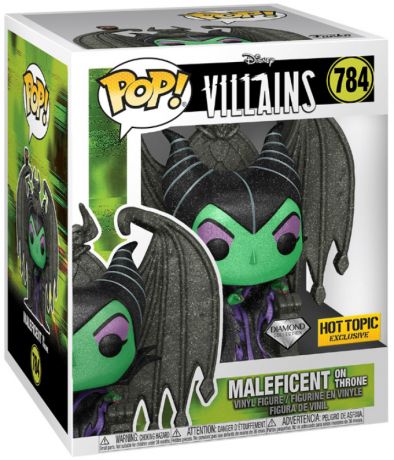 Disney
POP!
VILLAINS
784
POP!
DIAMOND
COLLECTION
HOT TOPIC
EXCLUSIVE
MALEFICENT ON
THRONE
VINYL FIGURE / FIGURINE EN VINYLE
FIGURA DE VINIL
784
MALEFICENT